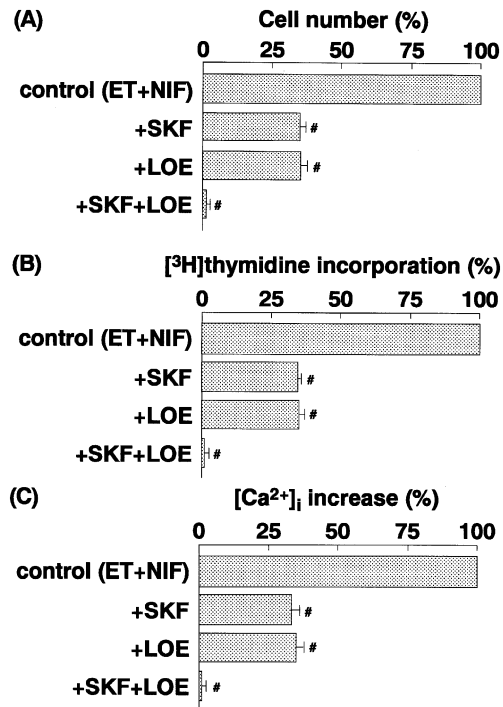 (A) Cell number (%)
0 25 50 75 100
control (ET+NIF)
+SKF #
+LOE #
+SKF+LOE #
(B) [³H]thymidine incorporation (%)
0 25 50 75 100
control (ET+NIF)
+SKF #
+LOE #
+SKF+LOE #
(C) [Ca²⁺]ᵢ increase (%)
0 25 50 75 100
control (ET+NIF)
+SKF #
+LOE #
+SKF+LOE #